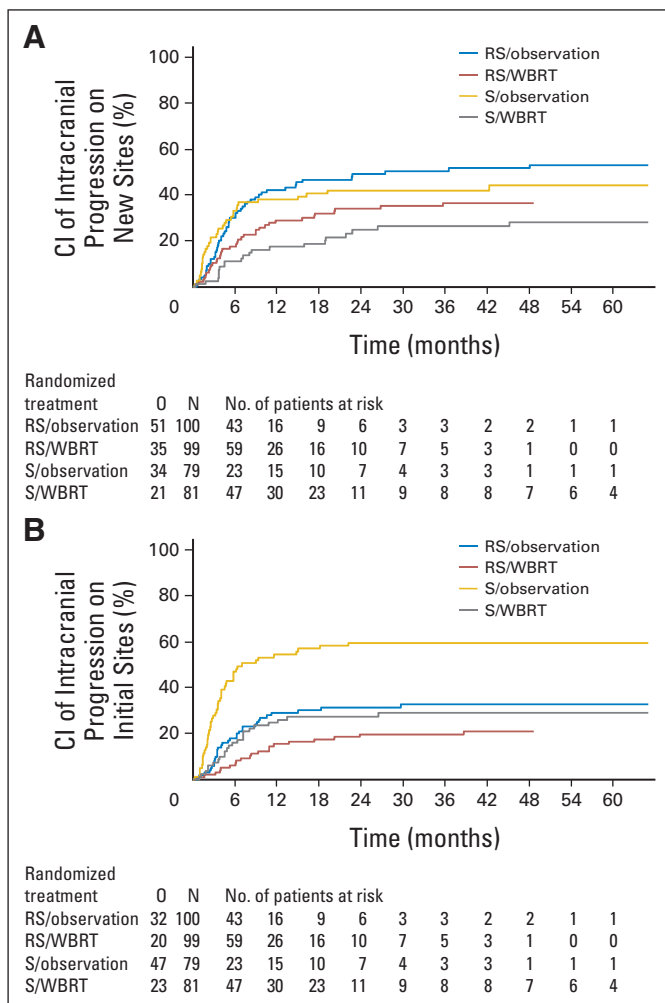 A
CI of Intracranial
Progression on
New Sites (%)
100
80
60
40
20
0 6 12 18 24 30 36 42 48 54 60
Time (months)
RS/observation
RS/WBRT
S/observation
S/WBRT
Randomized
treatment O N No. of patients at risk
RS/observation 51 100 43 16 9 6 3 3 2 2 1 1
RS/WBRT 35 99 59 26 16 10 7 5 3 1 0 0
S/observation 34 79 23 15 10 7 4 3 3 1 1 1
S/WBRT 21 81 47 30 23 11 9 8 8 7 6 4
B
CI of Intracranial
Progression on
Initial Sites (%)
100
80
60
40
20
0 6 12 18 24 30 36 42 48 54 60
Time (months)
RS/observation
RS/WBRT
S/observation
S/WBRT
Randomized
treatment O N No. of patients at risk
RS/observation 32 100 43 16 9 6 3 3 2 2 1 1
RS/WBRT 20 99 59 26 16 10 7 5 3 1 0 0
S/observation 47 79 23 15 10 7 4 3 3 1 1 1
S/WBRT 23 81 47 30 23 11 9 8 8 7 6 4